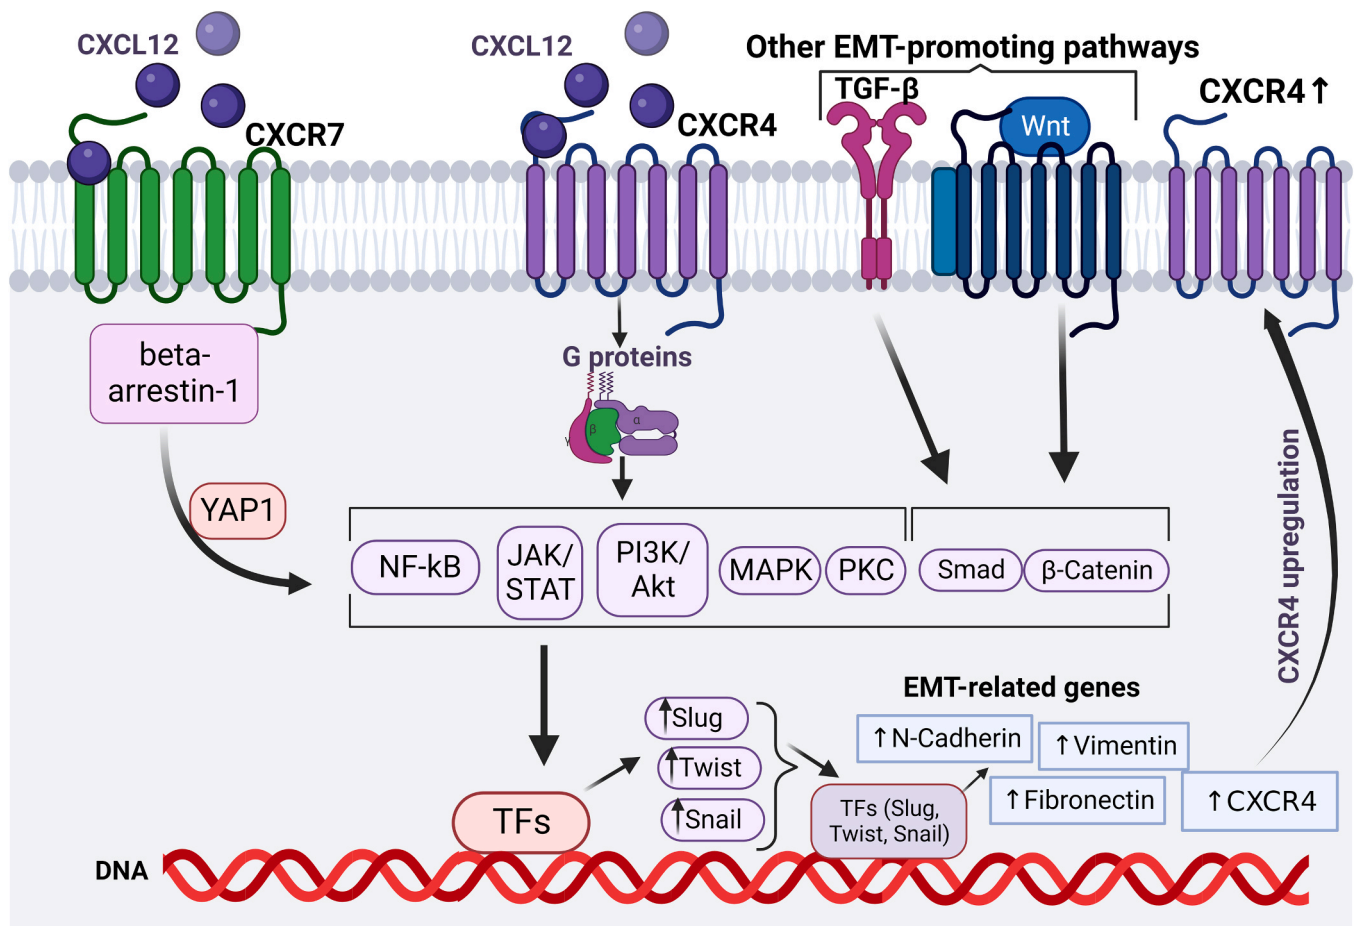 CXCL12
CXCR7
CXCL12
CXCR4
Other EMT-promoting pathways
TGF-β
Wnt
CXCR4↑
beta-
arrestin-1
YAP1
G proteins
α
β
γ
NF-kB
JAK/
STAT
PI3K/
Akt
MAPK
PKC
Smad
β-Catenin
CXCR4 upregulation
TFs
↑Slug
↑Twist
↑Snail
TFs (Slug,
Twist, Snail)
EMT-related genes
↑N-Cadherin
↑Vimentin
↑Fibronectin
↑CXCR4
DNA